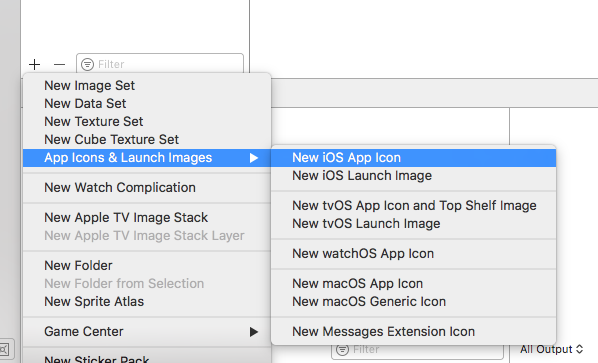 + − Filter
New Image Set
New Data Set
New Texture Set
New Cube Texture Set
App Icons & Launch Images
New Watch Complication
New Apple TV Image Stack
New Apple TV Image Stack Layer
New Folder
New Folder from Selection
New Sprite Atlas
Game Center
New Sticker Pack
New iOS App Icon
New iOS Launch Image
New tvOS App Icon and Top Shelf Image
New tvOS Launch Image
New watchOS App Icon
New macOS App Icon
New macOS Generic Icon
New Messages Extension Icon
Filter
All Output